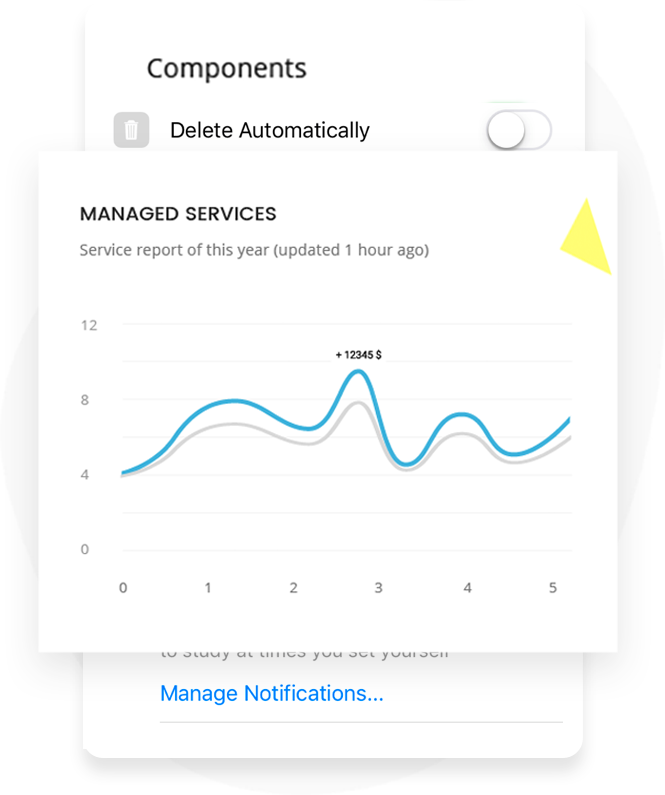 Components
Delete Automatically
MANAGED SERVICES
Service report of this year (updated 1 hour ago)
12
+ 12345 $
8
4
0
0 1 2 3 4 5
to study at times you set yourself
Manage Notifications...